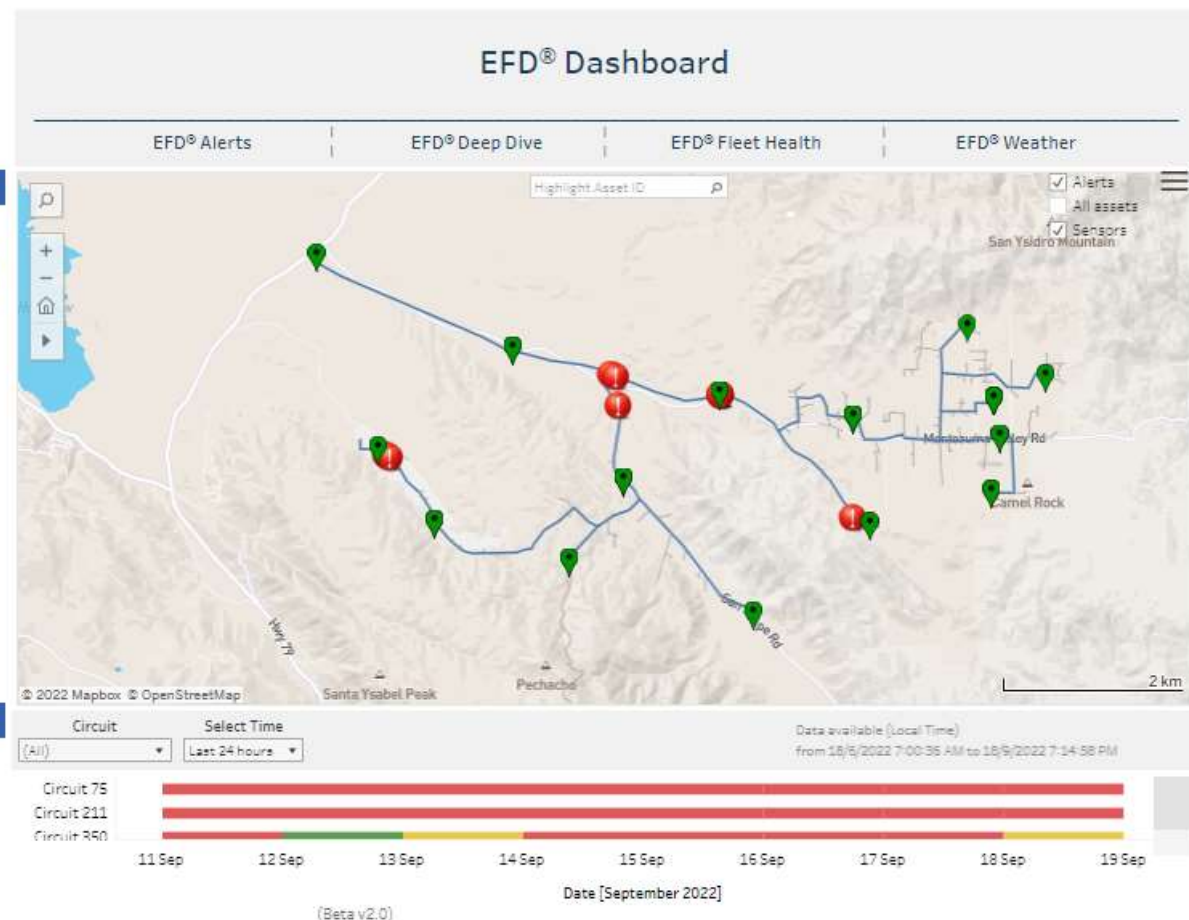 EFD® Dashboard
EFD® Alerts
EFD® Deep Dive
EFD® Fleet Health
EFD® Weather
Highlight Asset ID
Alerts
All assets
Sensors
San Ysidro Mountain
Montezuma Valley Rd
Camel Rock
Hwy 79
San Felipe Rd
Santa Ysabel Peak
Pechacho
© 2022 Mapbox © OpenStreetMap
2 km
Circuit
Select Time
(All)
Last 24 hours
Data available (Local Time)
from 18/6/2022 7:00:36 AM to 18/9/2022 7:14:58 PM
Circuit 75
Circuit 211
Circuit 350
11 Sep 12 Sep 13 Sep 14 Sep 15 Sep 16 Sep 17 Sep 18 Sep 19 Sep
Date [September 2022]
(Beta v2.0)